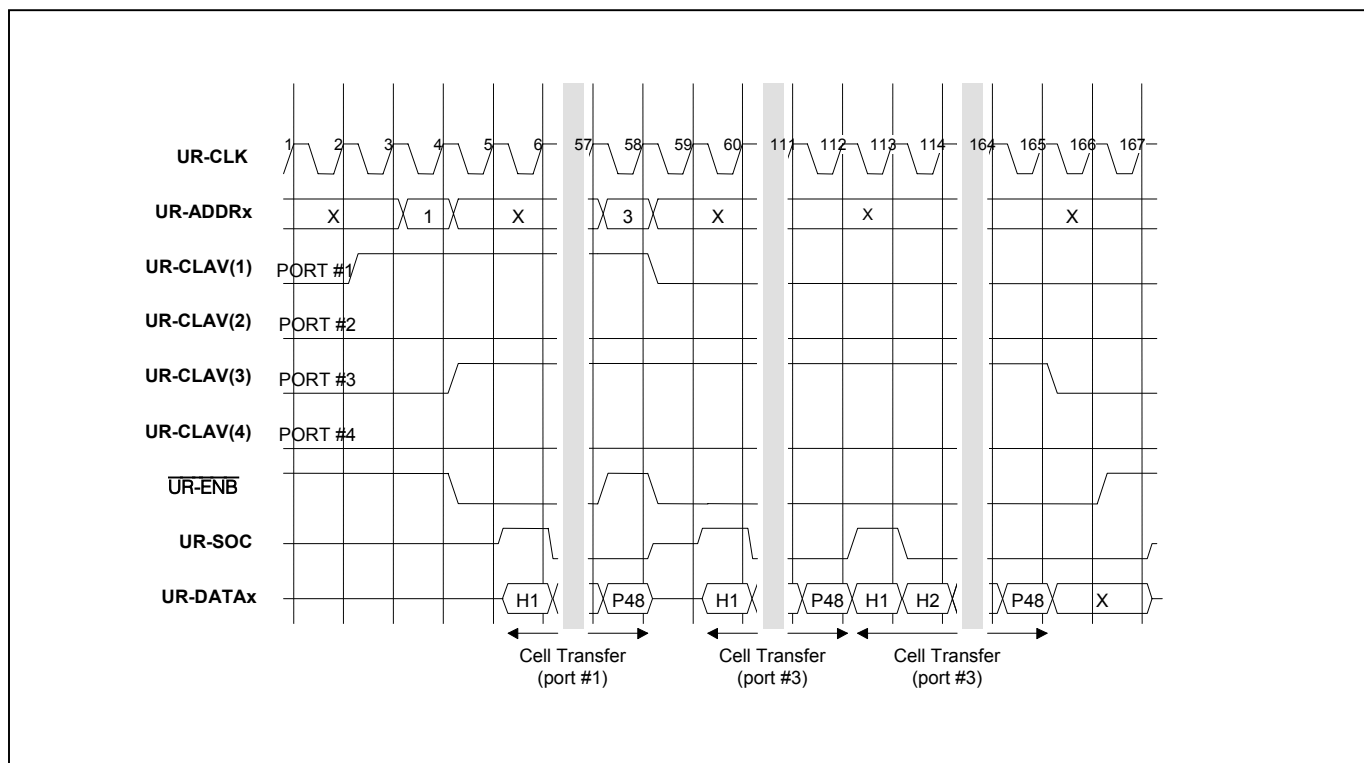 UR-CLK 1 2 3 4 5 6 57 58 59 60 111 112 113 114 164 165 166 167
UR-ADDRx X 1 X 3 X X X
UR-CLAV(1) PORT #1
UR-CLAV(2) PORT #2
UR-CLAV(3) PORT #3
UR-CLAV(4) PORT #4
UR-ENB
UR-SOC
UR-DATAx H1 P48 H1 P48 H1 H2 P48 X
Cell Transfer Cell Transfer Cell Transfer
(port #1) (port #3) (port #3)